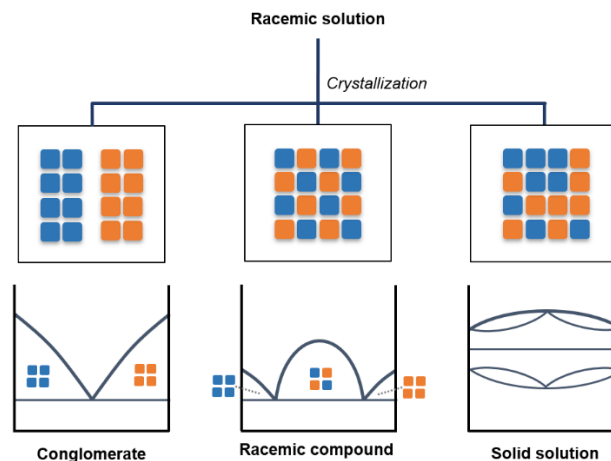 Racemic solution
Crystallization
Conglomerate
Racemic compound
Solid solution